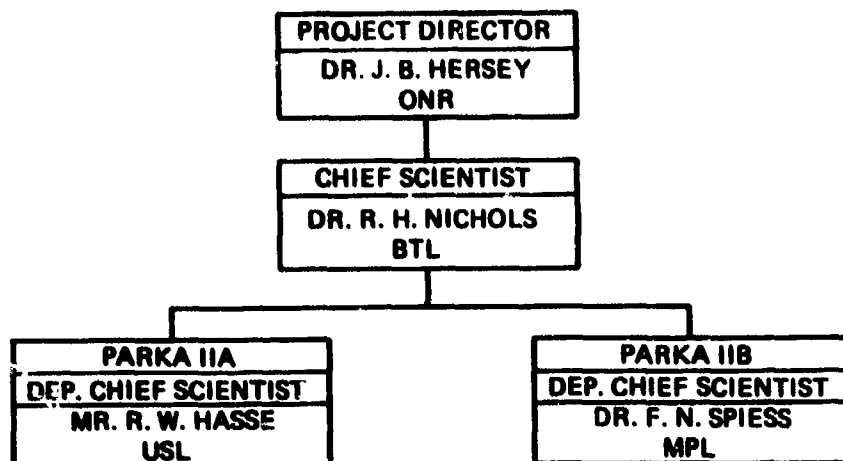 PROJECT DIRECTOR
DR. J. B. HERSEY
ONR
CHIEF SCIENTIST
DR. R. H. NICHOLS
BTL
PARKA IIA
DEP. CHIEF SCIENTIST
MR. R. W. HASSE
USL
PARKA IIB
DEP. CHIEF SCIENTIST
DR. F. N. SPIESS
MPL